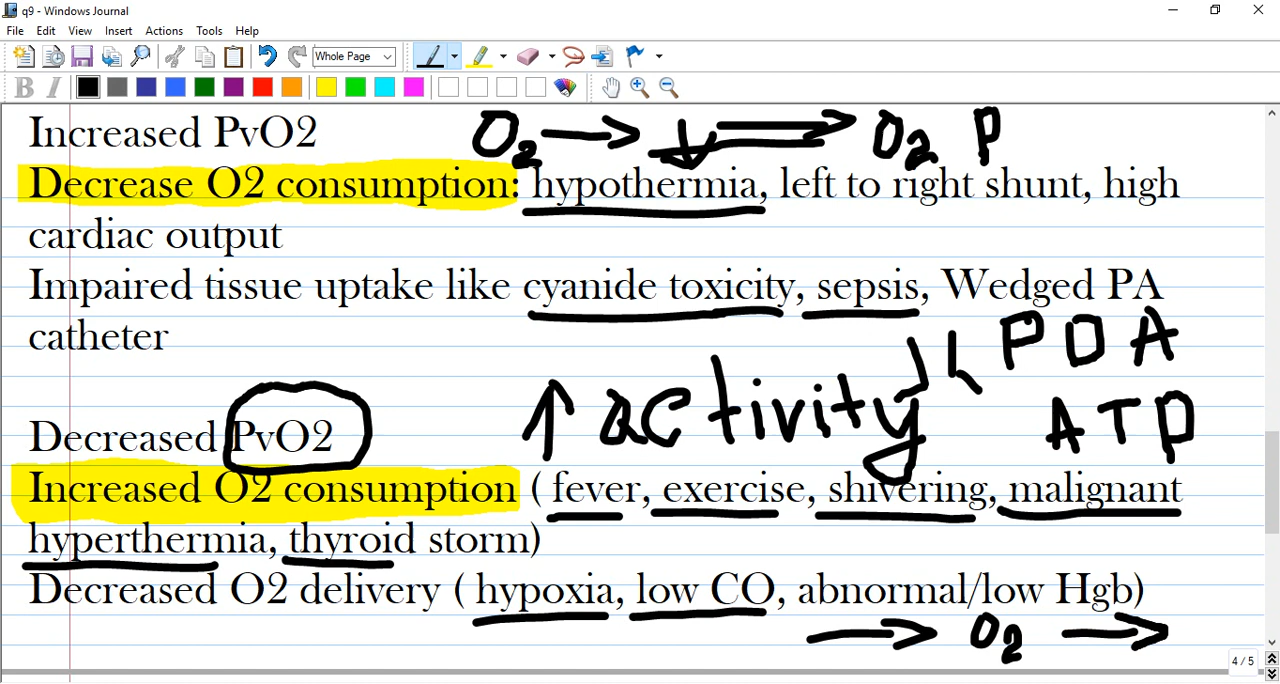 q9 - Windows Journal
File Edit View Insert Actions Tools Help
Whole Page
B I
Increased PvO2
O2 → ↓ → O2 P
Decrease O2 consumption: hypothermia, left to right shunt, high
cardiac output
Impaired tissue uptake like cyanide toxicity, sepsis, Wedged PA
catheter
POA
↑ activity
ATP
Decreased PvO2
Increased O2 consumption ( fever, exercise, shivering, malignant
hyperthermia, thyroid storm)
Decreased O2 delivery ( hypoxia, low CO, abnormal/low Hgb)
→ O2 →
4 / 5